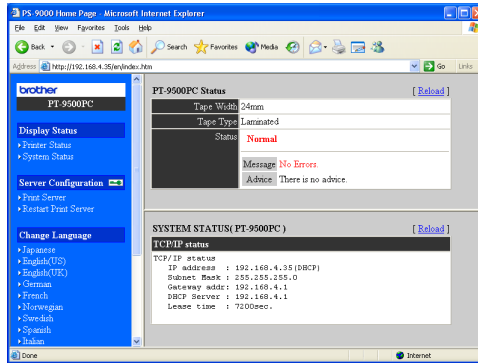 PS-9000 Home Page - Microsoft Internet Explorer
File Edit View Favorites Tools Help
Back Search Favorites Media
Address http://192.168.4.35/en/index.htm Go Links
brother
PT-9500PC
Display Status
Printer Status
System Status
Server Configuration
Print Server
Restart Print Server
Change Language
Japanese
English(US)
English(UK)
German
French
Norwegian
Swedish
Spanish
Italian
PT-9500PC Status [ Reload ]
Tape Width 24mm
Tape Type Laminated
Status Normal
Message No Errors.
Advice There is no advice.
SYSTEM STATUS( PT-9500PC ) [ Reload ]
TCP/IP status
TCP/IP status
IP address : 192.168.4.35(DHCP)
Subnet Mask : 255.255.255.0
Gateway addr: 192.168.4.1
DHCP Server : 192.168.4.1
Lease time : 7200sec.
Done Internet